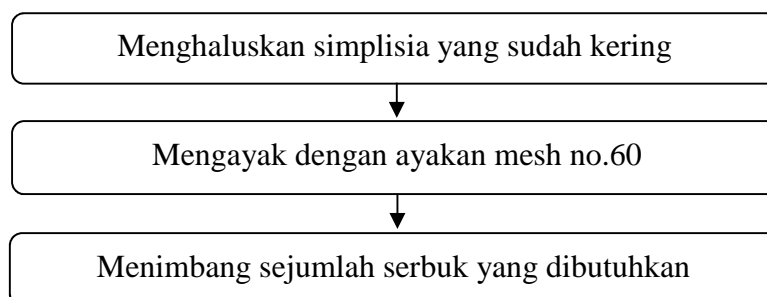 Menghaluskan simplisia yang sudah kering
Mengayak dengan ayakan mesh no.60
Menimbang sejumlah serbuk yang dibutuhkan